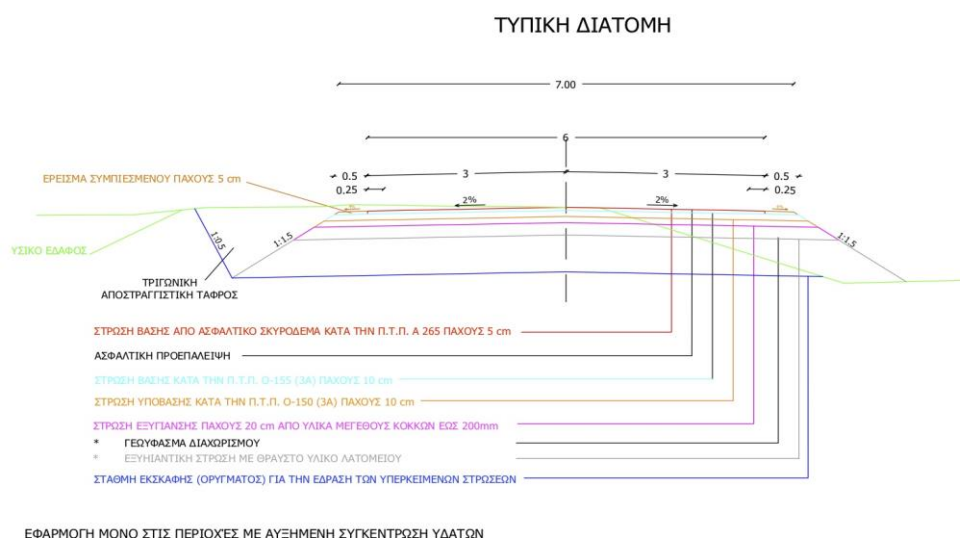 ΤΥΠΙΚΗ ΔΙΑΤΟΜΗ
7.00
6
0.5 3 3 0.5
0.25 0.25
ΕΡΕΙΣΜΑ ΣΥΜΠΙΕΣΜΕΝΟΥ ΠΑΧΟΥΣ 5 cm
2% 2%
1:0.5 1:1.5 1:1.5
ΥΣΙΚΟ ΕΔΑΦΟΣ
ΤΡΙΓΩΝΙΚΗ
ΑΠΟΣΤΡΑΓΓΙΣΤΙΚΗ ΤΑΦΡΟΣ
ΣΤΡΩΣΗ ΒΑΣΗΣ ΑΠΟ ΑΣΦΑΛΤΙΚΟ ΣΚΥΡΟΔΕΜΑ ΚΑΤΑ ΤΗΝ Π.Τ.Π. Α 265 ΠΑΧΟΥΣ 5 cm
ΑΣΦΑΛΤΙΚΗ ΠΡΟΕΠΑΛΕΙΨΗ
ΣΤΡΩΣΗ ΒΑΣΗΣ ΚΑΤΑ ΤΗΝ Π.Τ.Π. Ο-155 (3Α) ΠΑΧΟΥΣ 10 cm
ΣΤΡΩΣΗ ΥΠΟΒΑΣΗΣ ΚΑΤΑ ΤΗΝ Π.Τ.Π. Ο-150 (3Α) ΠΑΧΟΥΣ 10 cm
ΣΤΡΩΣΗ ΕΞΥΓΙΑΝΣΗΣ ΠΑΧΟΥΣ 20 cm ΑΠΟ ΥΛΙΚΑ ΜΕΓΕΘΟΥΣ ΚΟΚΚΩΝ ΕΩΣ 200mm
* ΓΕΩΥΦΑΣΜΑ ΔΙΑΧΩΡΙΣΜΟΥ
* ΕΞΥΗΙΑΝΤΙΚΗ ΣΤΡΩΣΗ ΜΕ ΘΡΑΥΣΤΟ ΥΛΙΚΟ ΛΑΤΟΜΕΙΟΥ
ΣΤΑΘΜΗ ΕΚΣΚΑΦΗΣ (ΟΡΥΓΜΑΤΟΣ) ΓΙΑ ΤΗΝ ΕΔΡΑΣΗ ΤΩΝ ΥΠΕΡΚΕΙΜΕΝΩΝ ΣΤΡΩΣΕΩΝ
ΕΦΑΡΜΟΓΗ ΜΟΝΟ ΣΤΙΣ ΠΕΡΙΟΧΈΣ ΜΕ ΑΥΞΗΜΕΝΗ ΣΥΓΚΕΝΤΡΩΣΗ ΥΔΑΤΩΝ